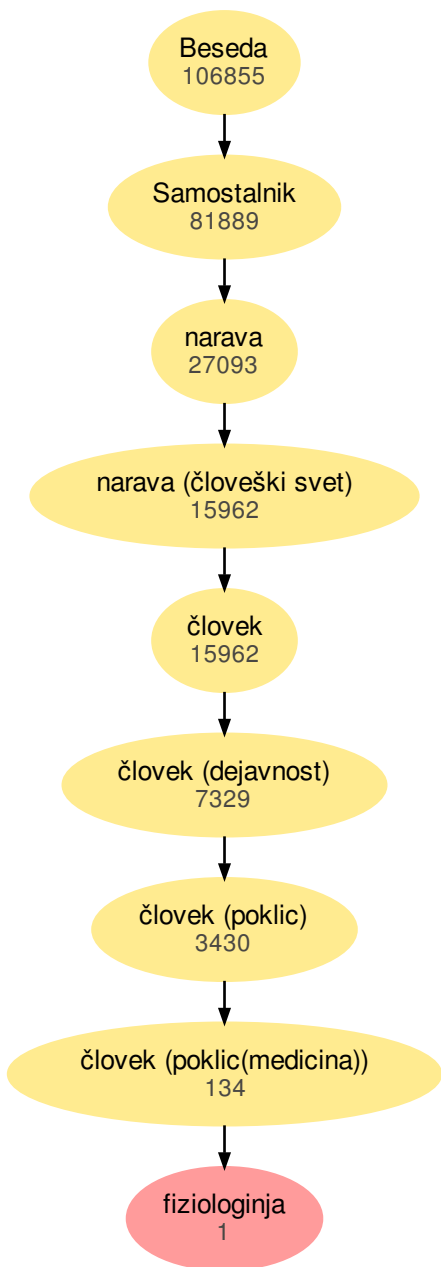 Beseda
106855
Samostalnik
81889
narava
27093
narava (človeški svet)
15962
človek
15962
človek (dejavnost)
7329
človek (poklic)
3430
človek (poklic(medicina))
134
fiziologinja
1